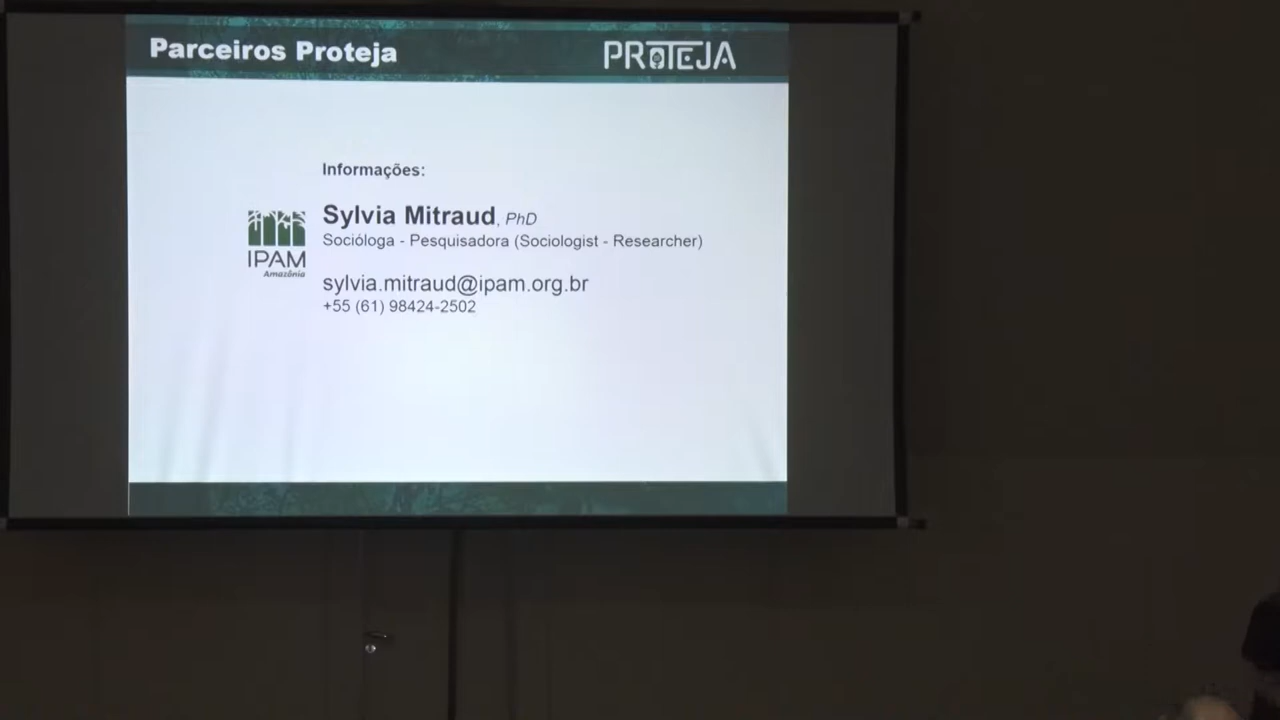 Parceiros Proteja
PROTEJA
Informações:
Sylvia Mitraud, PhD
Socióloga - Pesquisadora (Sociologist - Researcher)
IPAM
Amazônia
sylvia.mitraud@ipam.org.br
+55 (61) 98424-2502